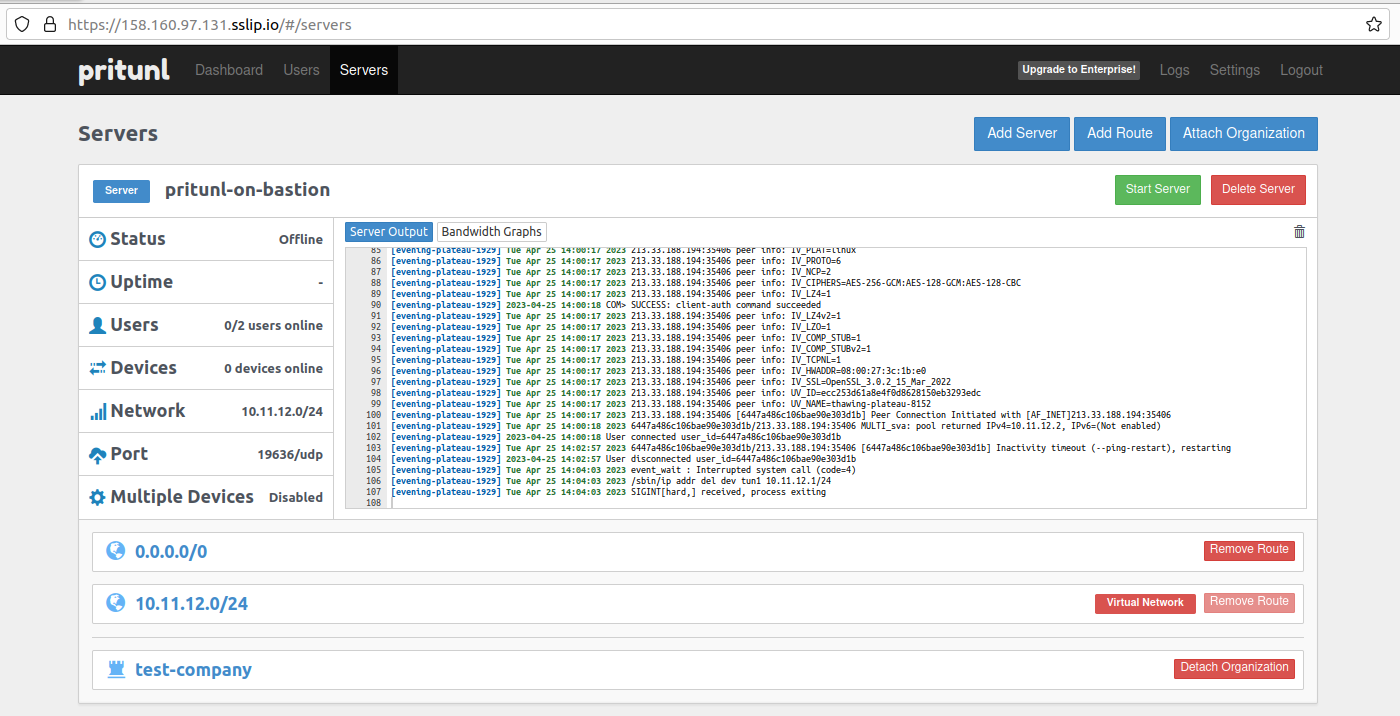 https://158.160.97.131.sslip.io/#/servers
pritunl Dashboard Users Servers Upgrade to Enterprise! Logs Settings Logout
Servers Add Server Add Route Attach Organization
Server pritunl-on-bastion Start Server Delete Server
Status Offline
Uptime -
Users 0/2 users online
Devices 0 devices online
Network 10.11.12.0/24
Port 19636/udp
Multiple Devices Disabled
Server Output Bandwidth Graphs
85 [evening-plateau-1929] Tue Apr 25 14:00:17 2023 213.33.188.194:35406 peer info: IV_PLAT=linux
86 [evening-plateau-1929] Tue Apr 25 14:00:17 2023 213.33.188.194:35406 peer info: IV_PROTO=6
87 [evening-plateau-1929] Tue Apr 25 14:00:17 2023 213.33.188.194:35406 peer info: IV_NCP=2
88 [evening-plateau-1929] Tue Apr 25 14:00:17 2023 213.33.188.194:35406 peer info: IV_CIPHERS=AES-256-GCM:AES-128-GCM:AES-128-CBC
89 [evening-plateau-1929] Tue Apr 25 14:00:17 2023 213.33.188.194:35406 peer info: IV_LZ4=1
90 [evening-plateau-1929] 2023-04-25 14:00:18 COM> SUCCESS: client-auth command succeeded
91 [evening-plateau-1929] Tue Apr 25 14:00:17 2023 213.33.188.194:35406 peer info: IV_LZ4v2=1
92 [evening-plateau-1929] Tue Apr 25 14:00:17 2023 213.33.188.194:35406 peer info: IV_LZO=1
93 [evening-plateau-1929] Tue Apr 25 14:00:17 2023 213.33.188.194:35406 peer info: IV_COMP_STUB=1
94 [evening-plateau-1929] Tue Apr 25 14:00:17 2023 213.33.188.194:35406 peer info: IV_COMP_STUBv2=1
95 [evening-plateau-1929] Tue Apr 25 14:00:17 2023 213.33.188.194:35406 peer info: IV_TCPNL=1
96 [evening-plateau-1929] Tue Apr 25 14:00:17 2023 213.33.188.194:35406 peer info: IV_HWADDR=08:00:27:3c:1b:e0
97 [evening-plateau-1929] Tue Apr 25 14:00:17 2023 213.33.188.194:35406 peer info: IV_SSL=OpenSSL_3.0.2_15_Mar_2022
98 [evening-plateau-1929] Tue Apr 25 14:00:17 2023 213.33.188.194:35406 peer info: UV_ID=ecc253d61a8e4f0d8628150eb3293edc
99 [evening-plateau-1929] Tue Apr 25 14:00:17 2023 213.33.188.194:35406 peer info: UV_NAME=thawing-plateau-8152
100 [evening-plateau-1929] Tue Apr 25 14:00:17 2023 213.33.188.194:35406 [6447a486c106bae90e303d1b] Peer Connection Initiated with [AF_INET]213.33.188.194:35406
101 [evening-plateau-1929] Tue Apr 25 14:00:18 2023 6447a486c106bae90e303d1b/213.33.188.194:35406 MULTI_sva: pool returned IPv4=10.11.12.2, IPv6=(Not enabled)
102 [evening-plateau-1929] 2023-04-25 14:00:18 User connected user_id=6447a486c106bae90e303d1b
103 [evening-plateau-1929] Tue Apr 25 14:02:57 2023 6447a486c106bae90e303d1b/213.33.188.194:35406 [6447a486c106bae90e303d1b] Inactivity timeout (--ping-restart), restarting
104 [evening-plateau-1929] 2023-04-25 14:02:57 User disconnected user_id=6447a486c106bae90e303d1b
105 [evening-plateau-1929] Tue Apr 25 14:04:03 2023 event_wait : Interrupted system call (code=4)
106 [evening-plateau-1929] Tue Apr 25 14:04:03 2023 /sbin/ip addr del dev tun1 10.11.12.1/24
107 [evening-plateau-1929] Tue Apr 25 14:04:03 2023 SIGINT[hard,] received, process exiting
108
0.0.0.0/0 Remove Route
10.11.12.0/24 Virtual Network Remove Route
test-company Detach Organization